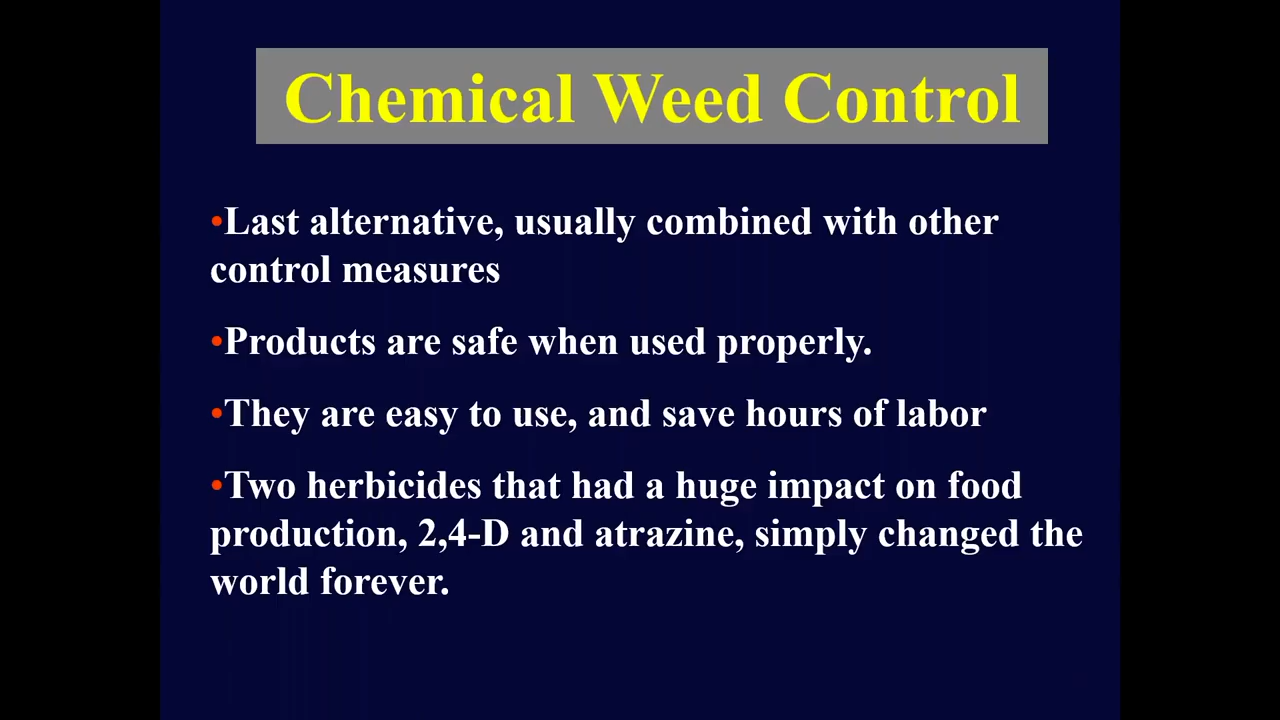 Chemical Weed Control
•Last alternative, usually combined with other
control measures
•Products are safe when used properly.
•They are easy to use, and save hours of labor
•Two herbicides that had a huge impact on food
production, 2,4-D and atrazine, simply changed the
world forever.